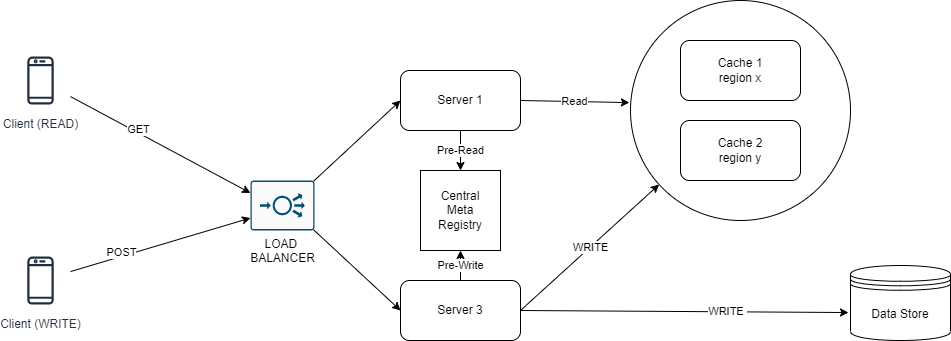 Client (READ)
GET
Client (WRITE)
POST
LOAD
BALANCER
Server 1
Pre-Read
Central
Meta
Registry
Pre-Write
Server 3
Read
WRITE
WRITE
Cache 1
region x
Cache 2
region y
Data Store